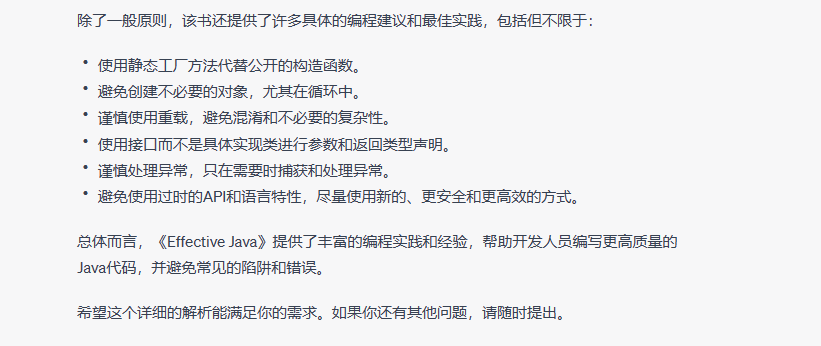 除了一般原则，该书还提供了许多具体的编程建议和最佳实践，包括但不限于：
• 使用静态工厂方法代替公开的构造函数。
• 避免创建不必要的对象，尤其在循环中。
• 谨慎使用重载，避免混淆和不必要的复杂性。
• 使用接口而不是具体实现类进行参数和返回类型声明。
• 谨慎处理异常，只在需要时捕获和处理异常。
• 避免使用过时的API和语言特性，尽量使用新的、更安全和更高效的方式。
总体而言，《Effective Java》提供了丰富的编程实践和经验，帮助开发人员编写更高质量的
Java代码，并避免常见的陷阱和错误。
希望这个详细的解析能满足你的需求。如果你还有其他问题，请随时提出。